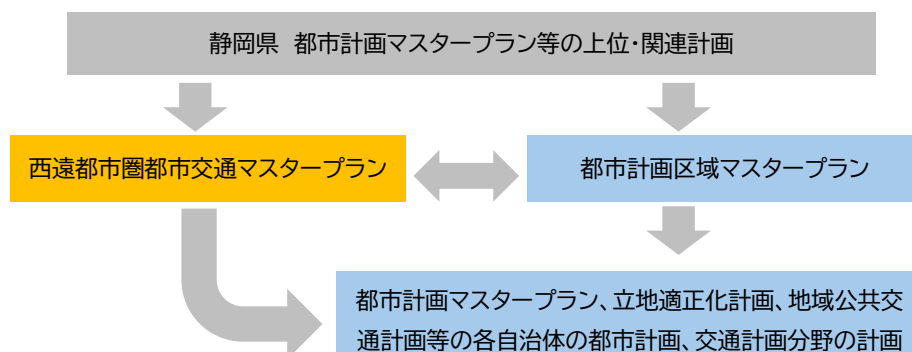 静岡県 都市計画マスタープラン等の上位・関連計画
西遠都市圏都市交通マスタープラン
都市計画区域マスタープラン
都市計画マスタープラン、立地適正化計画、地域公共交
通計画等の各自治体の都市計画、交通計画分野の計画